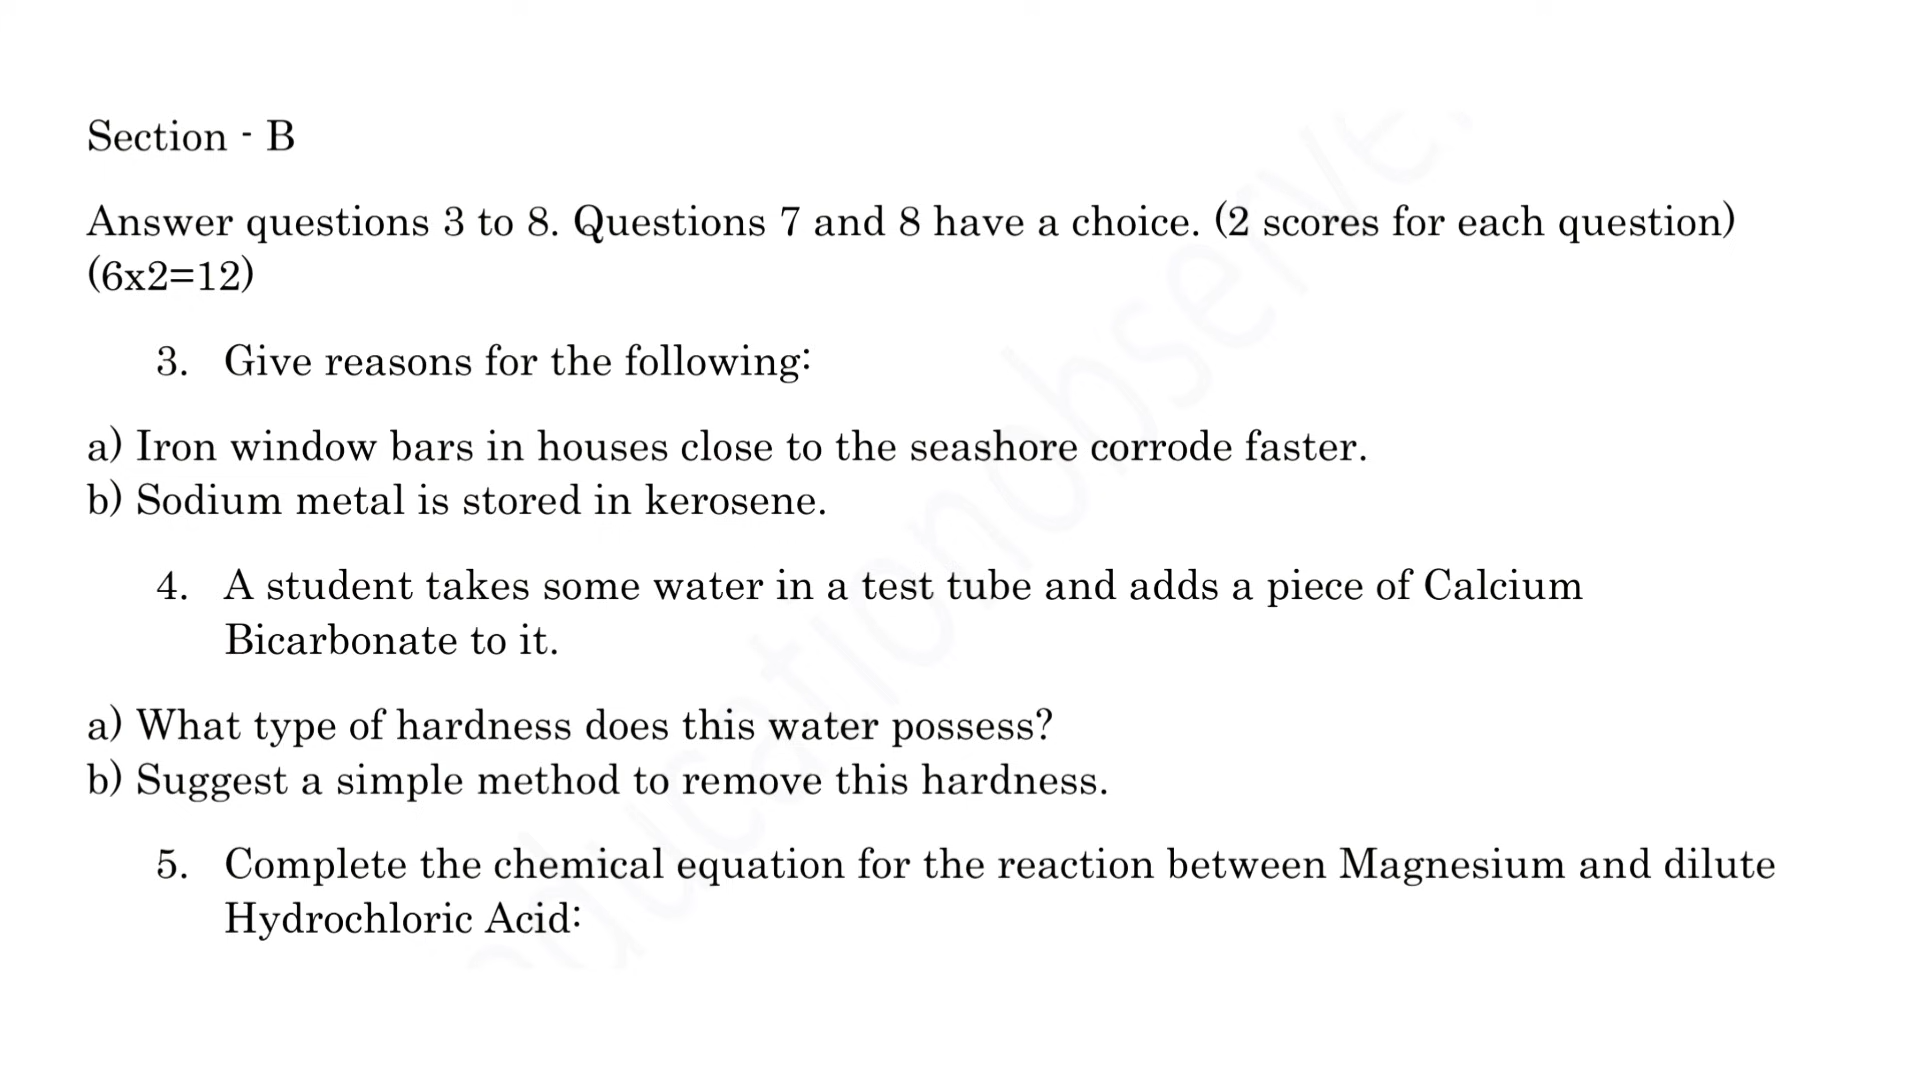 Section - B
Answer questions 3 to 8. Questions 7 and 8 have a choice. (2 scores for each question)
(6x2=12)
3. Give reasons for the following:
a) Iron window bars in houses close to the seashore corrode faster.
b) Sodium metal is stored in kerosene.
4. A student takes some water in a test tube and adds a piece of Calcium
Bicarbonate to it.
a) What type of hardness does this water possess?
b) Suggest a simple method to remove this hardness.
5. Complete the chemical equation for the reaction between Magnesium and dilute
Hydrochloric Acid:
educationobserver